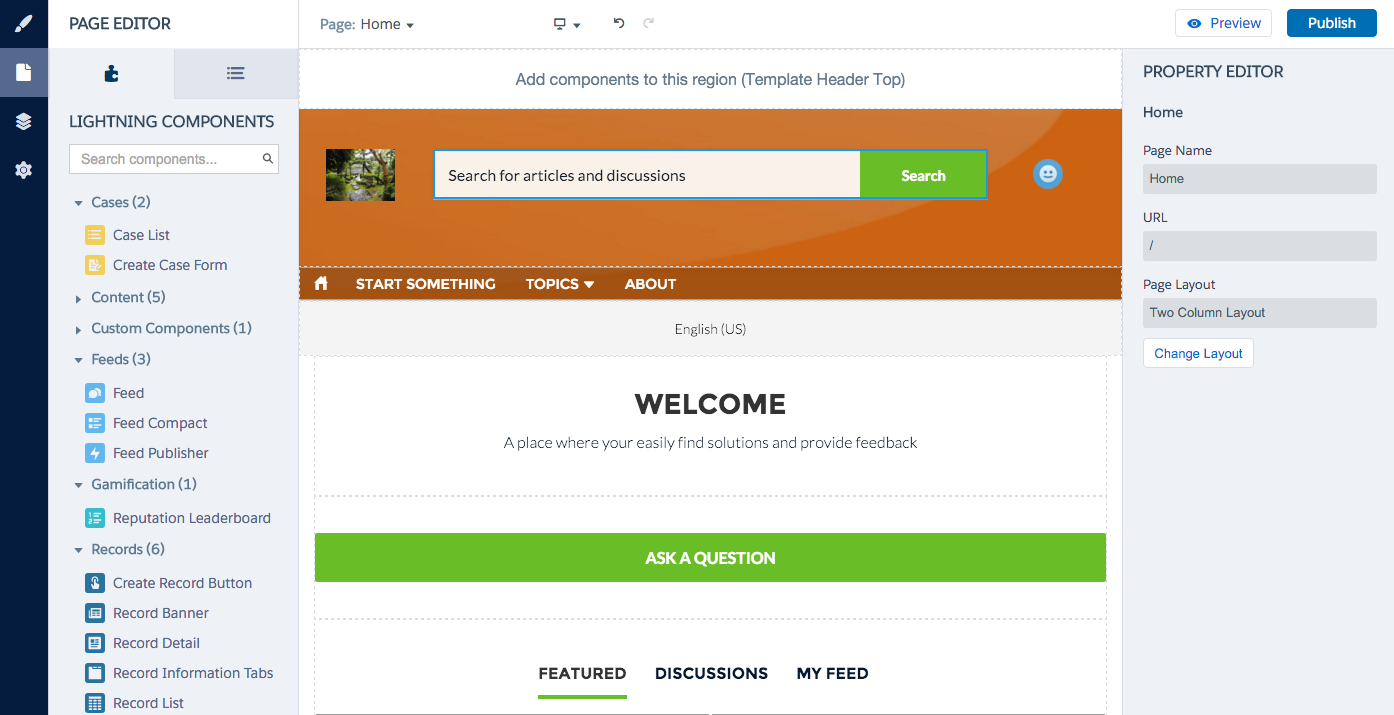 PAGE EDITOR
Page: Home
Preview
Publish
LIGHTNING COMPONENTS
Search components...
Cases (2)
Case List
Create Case Form
Content (5)
Custom Components (1)
Feeds (3)
Feed
Feed Compact
Feed Publisher
Gamification (1)
Reputation Leaderboard
Records (6)
Create Record Button
Record Banner
Record Detail
Record Information Tabs
Record List
Add components to this region (Template Header Top)
Search for articles and discussions
Search
START SOMETHING TOPICS ABOUT
English (US)
WELCOME
A place where your easily find solutions and provide feedback
ASK A QUESTION
FEATURED DISCUSSIONS MY FEED
PROPERTY EDITOR
Home
Page Name
Home
URL
/
Page Layout
Two Column Layout
Change Layout